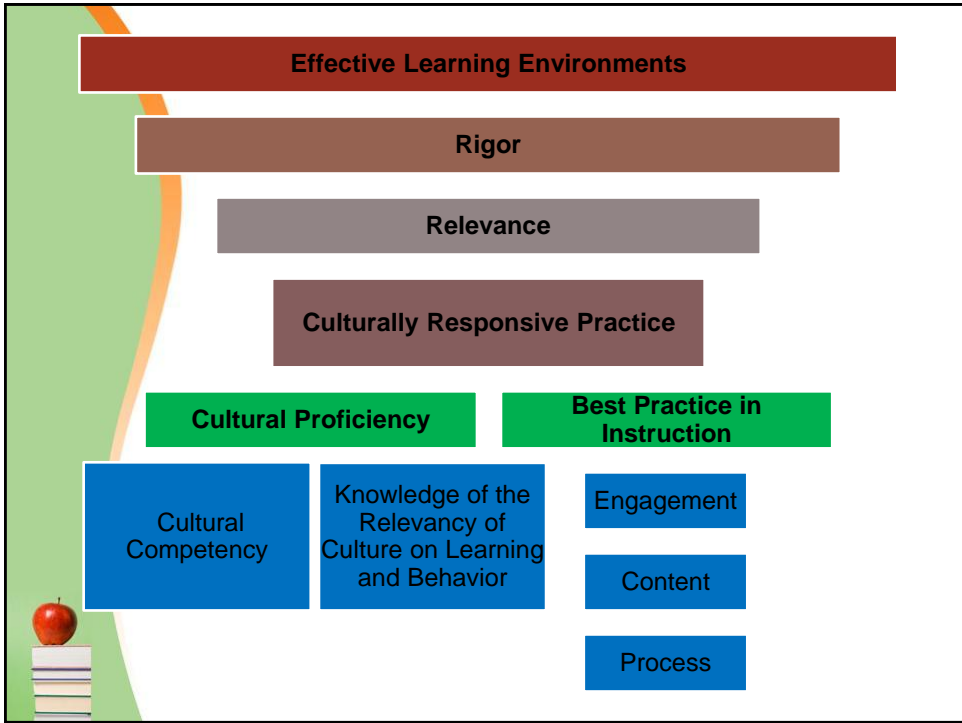 Effective Learning Environments
Rigor
Relevance
Culturally Responsive Practice
Cultural Proficiency
Best Practice in
Instruction
Cultural
Competency
Knowledge of the
Relevancy of
Culture on Learning
and Behavior
Engagement
Content
Process